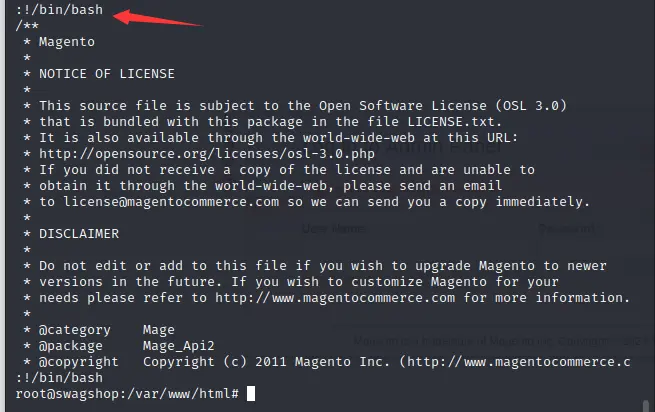 :!/bin/bash
/**
 * Magento
 *
 * NOTICE OF LICENSE
 *
 * This source file is subject to the Open Software License (OSL 3.0)
 * that is bundled with this package in the file LICENSE.txt.
 * It is also available through the world-wide-web at this URL:
 * http://opensource.org/licenses/osl-3.0.php
 * If you did not receive a copy of the license and are unable to
 * obtain it through the world-wide-web, please send an email
 * to license@magentocommerce.com so we can send you a copy immediately.
 *
 * DISCLAIMER
 *
 * Do not edit or add to this file if you wish to upgrade Magento to newer
 * versions in the future. If you wish to customize Magento for your
 * needs please refer to http://www.magentocommerce.com for more information.
 *
 * @category    Mage
 * @package     Mage_Api2
 * @copyright   Copyright (c) 2011 Magento Inc. (http://www.magentocommerce.c
:!/bin/bash
root@swagshop:/var/www/html#